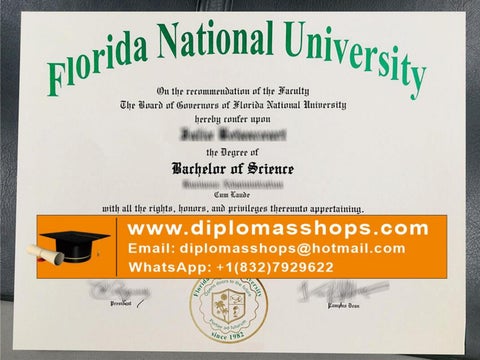 Florida National University
On the recommendation of the Faculty
The Board of Governors of Florida National University
hereby confer upon
the Degree of
Bachelor of Science
Cum Laude
with all the rights, honors, and privileges thereunto appertaining.
www.diplomasshops.com
Email: diplomasshops@hotmail.com
WhatsApp: +1(832)7929622
President
Campus Dean
since 1982